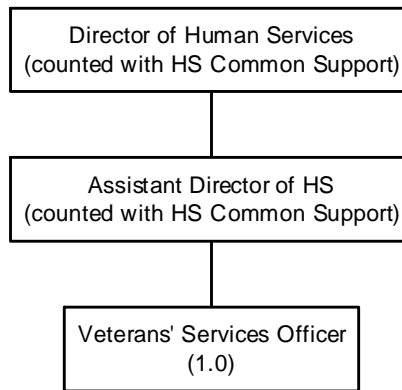 Director of Human Services
(counted with HS Common Support)
Assistant Director of HS
(counted with HS Common Support)
Veterans' Services Officer
(1.0)